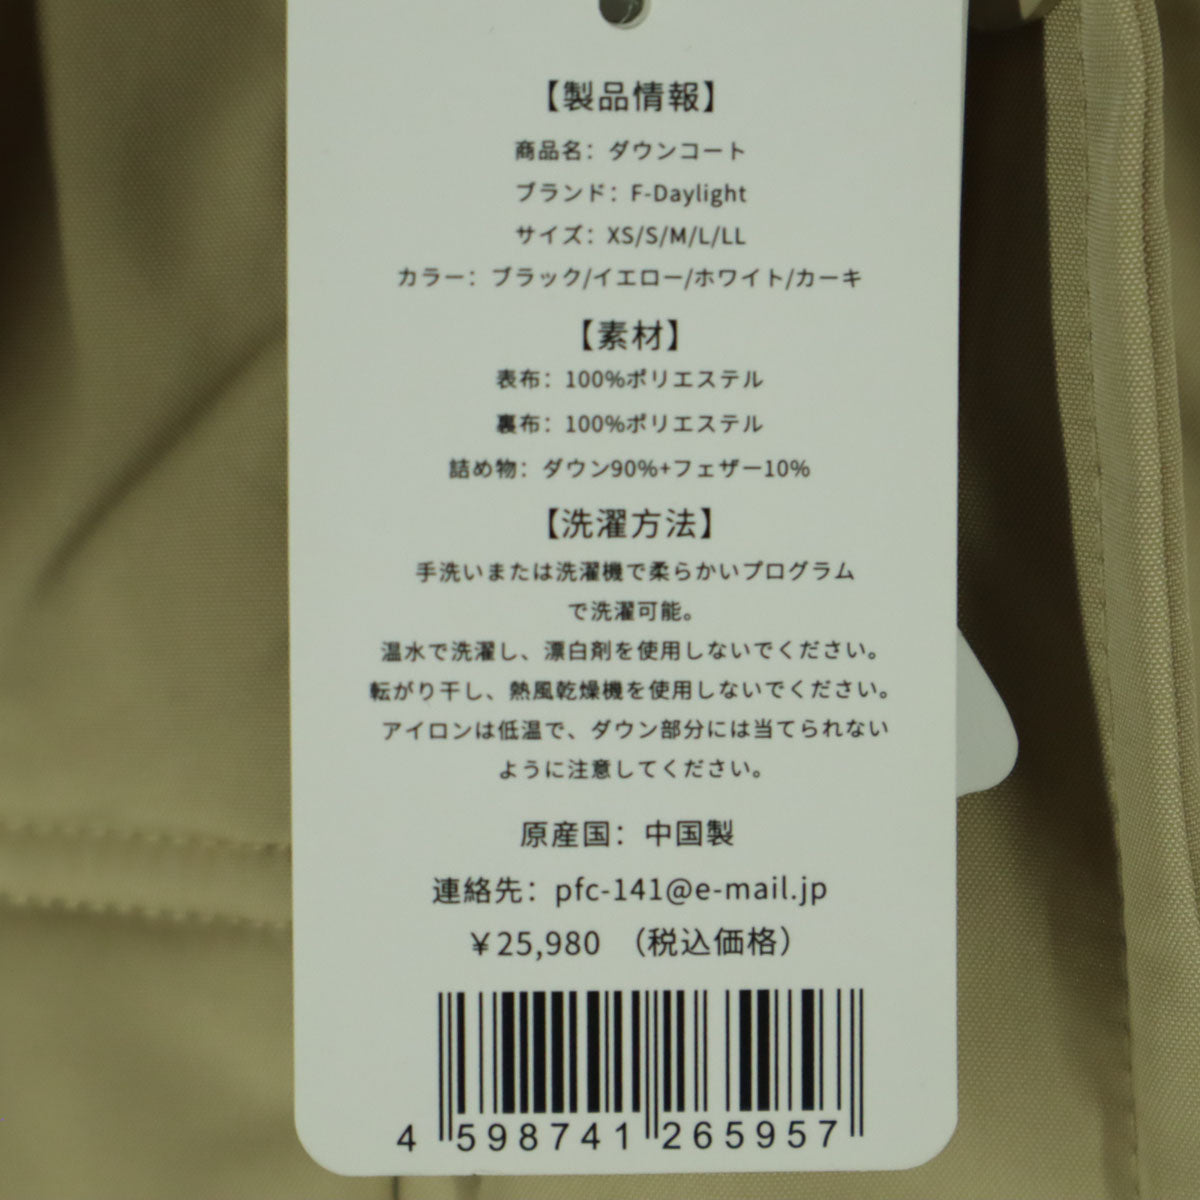 【製品情報】
商品名：ダウンコート
ブランド：F-Daylight
サイズ：XS/S/M/L/LL
カラー：ブラック/イエロー/ホワイト/カーキ
【素材】
表布：100%ポリエステル
裏布：100%ポリエステル
詰め物：ダウン90%+フェザー10%
【洗濯方法】
手洗いまたは洗濯機で柔らかいプログラム
で洗濯可能。
温水で洗濯し、漂白剤を使用しないでください。
転がり干し、熱風乾燥機を使用しないでください。
アイロンは低温で、ダウン部分には当てられない
ように注意してください。
原産国：中国製
連絡先：pfc-141@e-mail.jp
￥25,980 （税込価格）
4 598741 265957